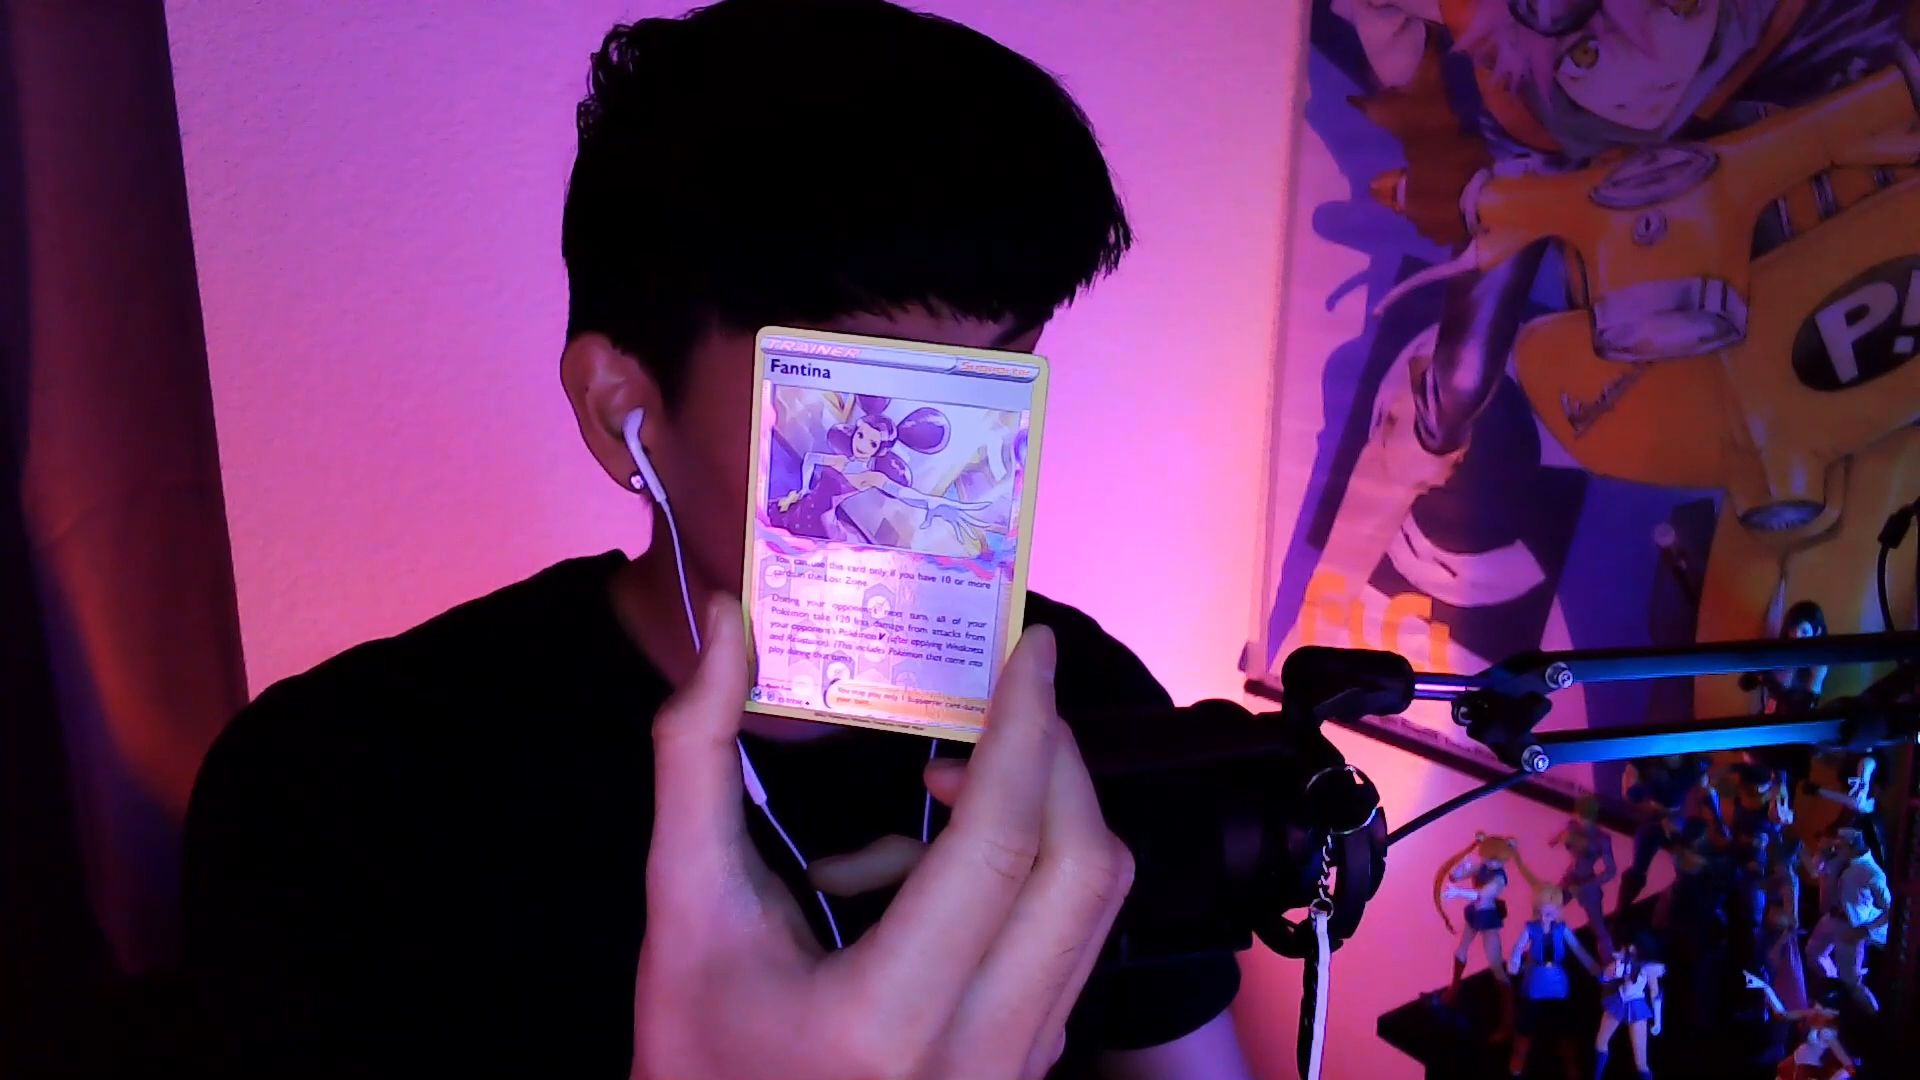 TRAINER
Supporter
Fantina
You can use this card only if you have 10 or more
cards in the Lost Zone.
During your opponent's next turn, all of your
Pokémon take 120 less damage from attacks from
your opponent's Pokémon V (after applying Weakness
and Resistance). (This includes Pokémon that come into
play during that turn.)
You may play only 1 Supporter card during
your turn.
P!
FLCL